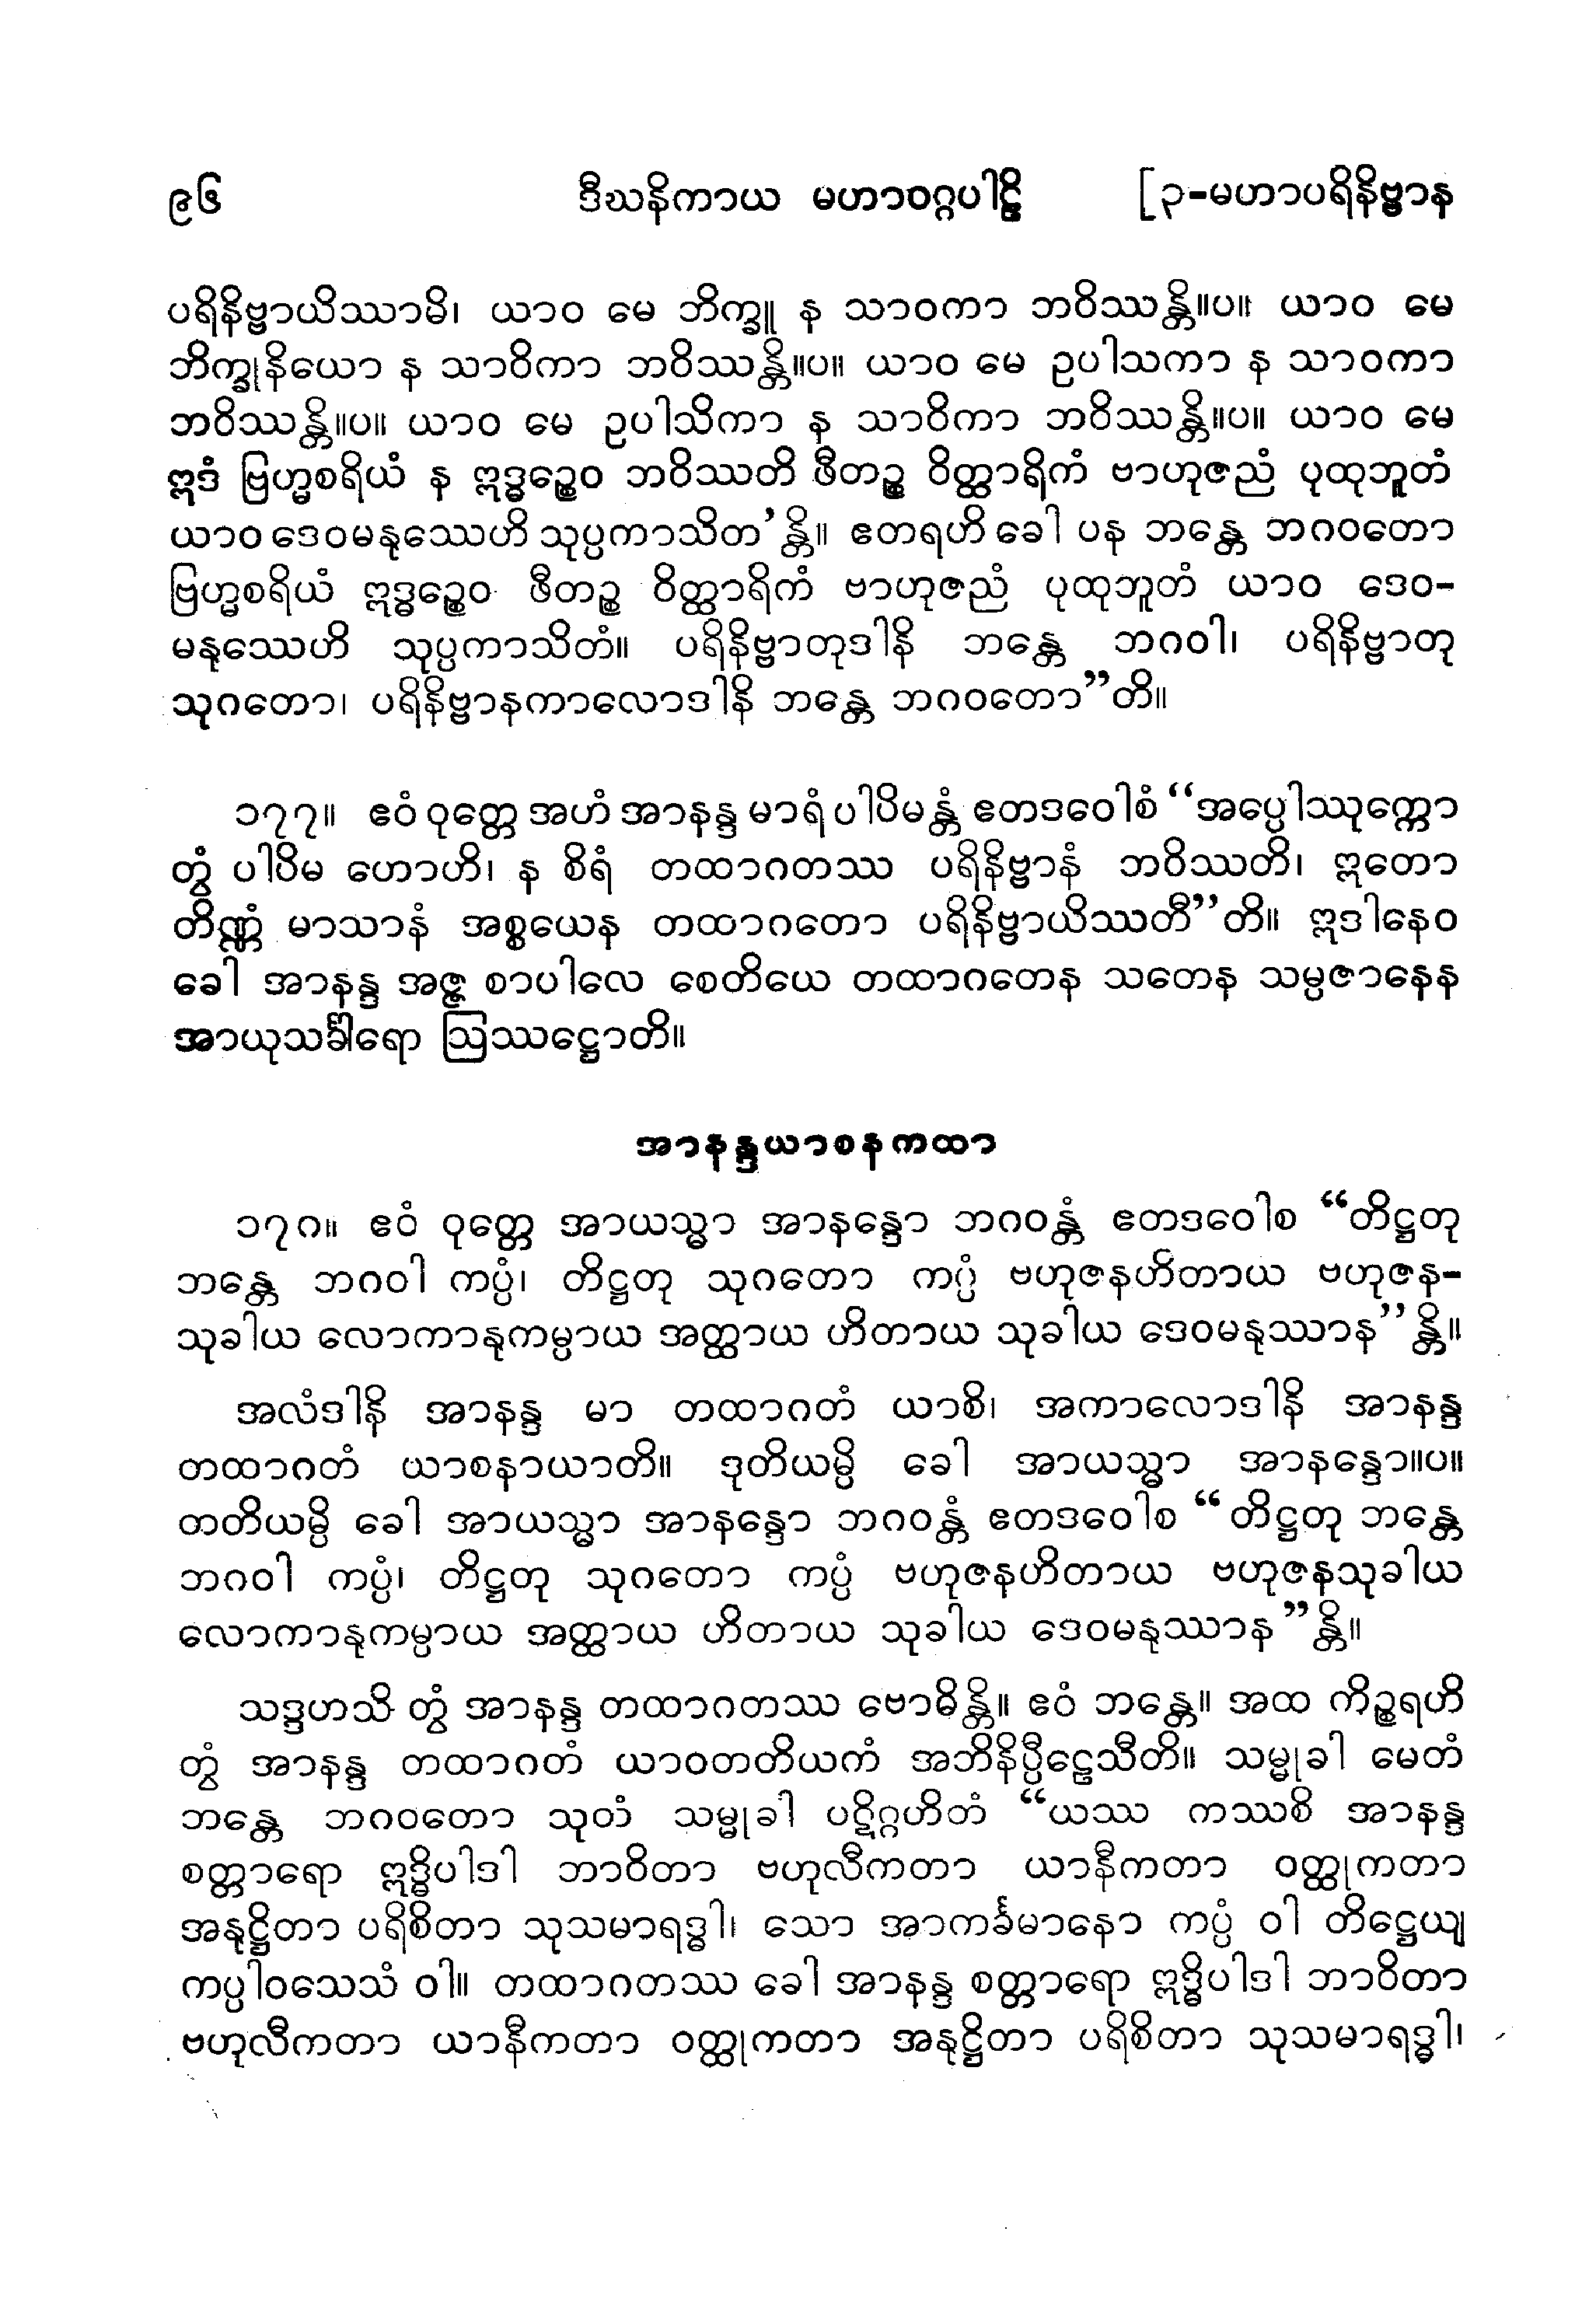 ၉၆ ဒီဃနိကာယ မဟာဝဂ္ဂပါဠိ [၃-မဟာပရိနိဗ္ဗာန
ပရိနိဗ္ဗာယိဿာမိ၊ ယာဝ မေ ဘိက္ခူ န သာဝကာ ဘဝိဿန္တိ။ပ။ ယာဝ မေ
ဘိက္ခုနိယော န သာဝိကာ ဘဝိဿန္တိ။ပ။ ယာဝ မေ ဥပါသကာ န သာဝကာ
ဘဝိဿန္တိ။ပ။ ယာဝ မေ ဥပါသိကာ န သာဝိကာ ဘဝိဿန္တိ။ပ။ ယာဝ မေ
ဣဒံ ဗြဟ္မစရိယံ န ဣဒ္ဓဉ္စေဝ ဘဝိဿတိ ဖီတဉ္စ ဝိတ္ထာရိကံ ဗာဟုဇညံ ပုထုဘူတံ
ယာဝ ဒေဝမနုဿေဟိ သုပ္ပကာသိတ’န္တိ။ ဧတရဟိ ခေါ ပန ဘန္တေ ဘဂဝတော
ဗြဟ္မစရိယံ ဣဒ္ဓဉ္စေဝ ဖီတဉ္စ ဝိတ္ထာရိကံ ဗာဟုဇညံ ပုထုဘူတံ ယာဝ ဒေဝ-
မနုဿေဟိ သုပ္ပကာသိတံ။ ပရိနိဗ္ဗာတုဒါနိ ဘန္တေ ဘဂဝါ၊ ပရိနိဗ္ဗာတု
သုဂတော၊ ပရိနိဗ္ဗာနကာလောဒါနိ ဘန္တေ ဘဂဝတော”တိ။
၁၇၇။ ဧဝံ ဝုတ္တေ အဟံ အာနန္ဒ မာရံ ပါပိမန္တံ ဧတဒဝေါစံ “အပ္ပေါဿုက္ကော
တွံ ပါပိမ ဟောဟိ၊ န စိရံ တထာဂတဿ ပရိနိဗ္ဗာနံ ဘဝိဿတိ၊ ဣတော
တိဏ္ဏံ မာသာနံ အစ္စယေန တထာဂတော ပရိနိဗ္ဗာယိဿတီ”တိ။ ဣဒါနေဝ
ခေါ အာနန္ဒ အဇ္ဇ စာပါလေ စေတိယေ တထာဂတေန သတေန သမ္ပဇာနေန
အာယုသင်္ခါရော ဩဿဋ္ဌောတိ။
အာနန္ဒယာစနကထာ
၁၇၈။ ဧဝံ ဝုတ္တေ အာယသ္မာ အာနန္ဒော ဘဂဝန္တံ ဧတဒဝေါစ “တိဋ္ဌတု
ဘန္တေ ဘဂဝါ ကပ္ပံ၊ တိဋ္ဌတု သုဂတော ကပ္ပံ ဗဟုဇနဟိတာယ ဗဟုဇန-
သုခါယ လောကာနုကမ္ပာယ အတ္ထာယ ဟိတာယ သုခါယ ဒေဝမနုဿာန”န္တိ။
အလံဒါနိ အာနန္ဒ မာ တထာဂတံ ယာစိ၊ အကာလောဒါနိ အာနန္ဒ
တထာဂတံ ယာစနာယာတိ။ ဒုတိယမ္ပိ ခေါ အာယသ္မာ အာနန္ဒော။ပ။
တတိယမ္ပိ ခေါ အာယသ္မာ အာနန္ဒော ဘဂဝန္တံ ဧတဒဝေါစ “တိဋ္ဌတု ဘန္တေ
ဘဂဝါ ကပ္ပံ၊ တိဋ္ဌတု သုဂတော ကပ္ပံ ဗဟုဇနဟိတာယ ဗဟုဇနသုခါယ
လောကာနုကမ္ပာယ အတ္ထာယ ဟိတာယ သုခါယ ဒေဝမနုဿာန”န္တိ။
သဒ္ဒဟသိ တွံ အာနန္ဒ တထာဂတဿ ဗောဓိန္တိ။ ဧဝံ ဘန္တေ။ အထ ကိဉ္စရဟိ
တွံ အာနန္ဒ တထာဂတံ ယာဝတတိယကံ အဘိနိပ္ပီဠေသီတိ။ သမ္မုခါ မေတံ
ဘန္တေ ဘဂဝတော သုတံ သမ္မုခါ ပဋိဂ္ဂဟိတံ “ယဿ ကဿစိ အာနန္ဒ
စတ္တာရော ဣဒ္ဓိပါဒါ ဘာဝိတာ ဗဟုလီကတာ ယာနီကတာ ဝတ္ထုကတာ
အနုဋ္ဌိတာ ပရိစိတာ သုသမာရဒ္ဓါ၊ သော အာကင်္ခမာနော ကပ္ပံ ဝါ တိဋ္ဌေယျ
ကပ္ပါဝသေသံ ဝါ။ တထာဂတဿ ခေါ အာနန္ဒ စတ္တာရော ဣဒ္ဓိပါဒါ ဘာဝိတာ
ဗဟုလီကတာ ယာနီကတာ ဝတ္ထုကတာ အနုဋ္ဌိတာ ပရိစိတာ သုသမာရဒ္ဓါ၊